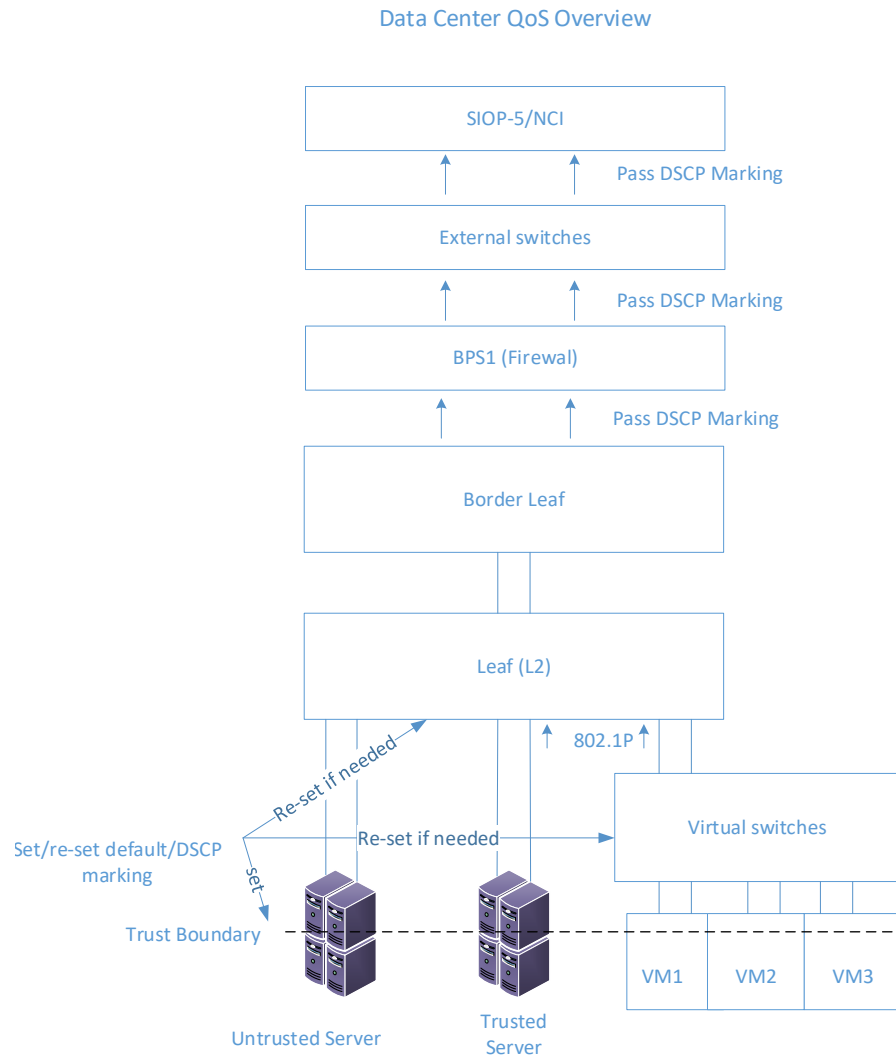 Data Center QoS Overview
SIOP-5/NCI
Pass DSCP Marking
External switches
Pass DSCP Marking
BPS1 (Firewal)
Pass DSCP Marking
Border Leaf
Leaf (L2)
802.1P
Re-set if needed
Re-set if needed
Virtual switches
Set/re-set default/DSCP
marking
set
Trust Boundary
VM1
VM2
VM3
Untrusted Server
Trusted
Server